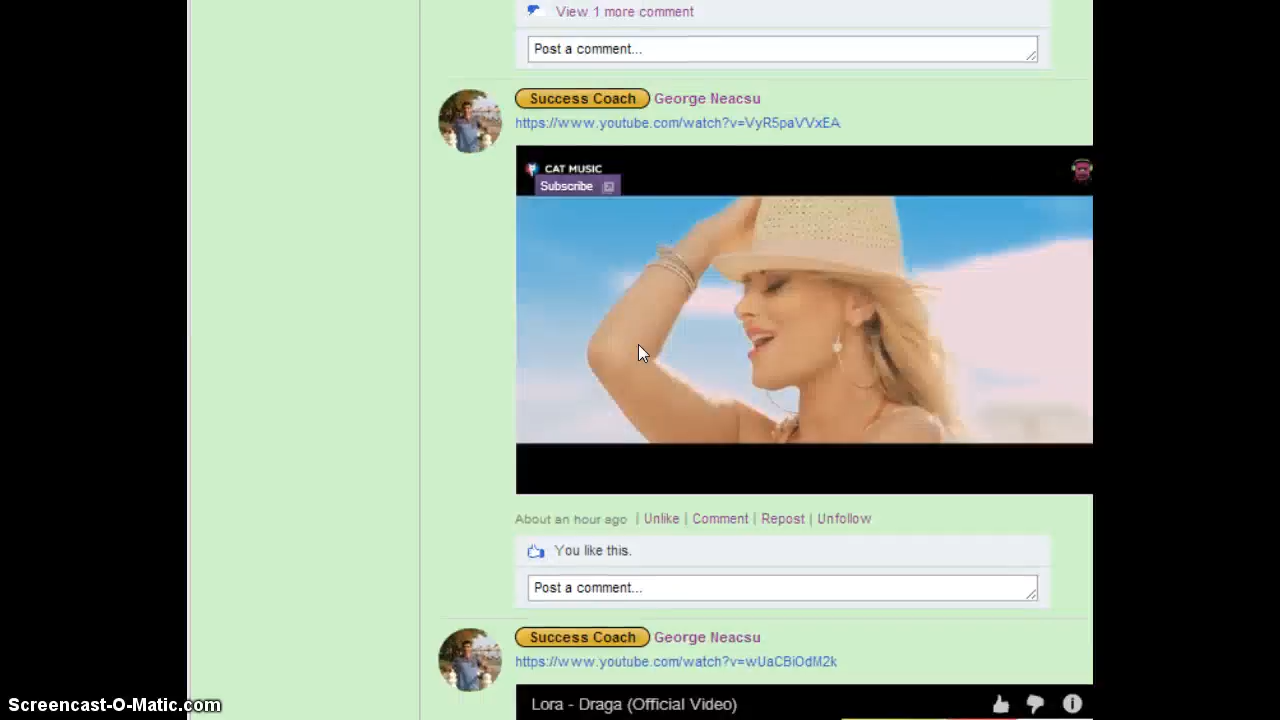 View 1 more comment
Post a comment...
Success Coach George Neacsu
https://www.youtube.com/watch?v=VyR5paVVxEA
CAT MUSIC
Subscribe
About an hour ago | Unlike | Comment | Repost | Unfollow
You like this.
Post a comment...
Success Coach George Neacsu
https://www.youtube.com/watch?v=wUaCBiOdM2k
Lora - Draga (Official Video)
Screencast-O-Matic.com